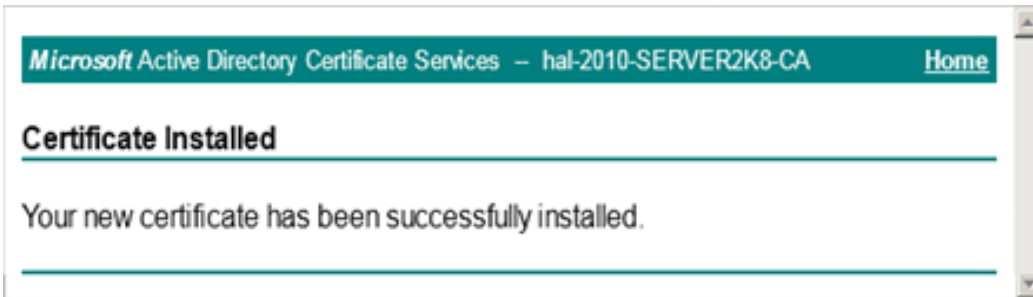 Microsoft Active Directory Certificate Services -- hal-2010-SERVER2K8-CA Home
Certificate Installed
Your new certificate has been successfully installed.